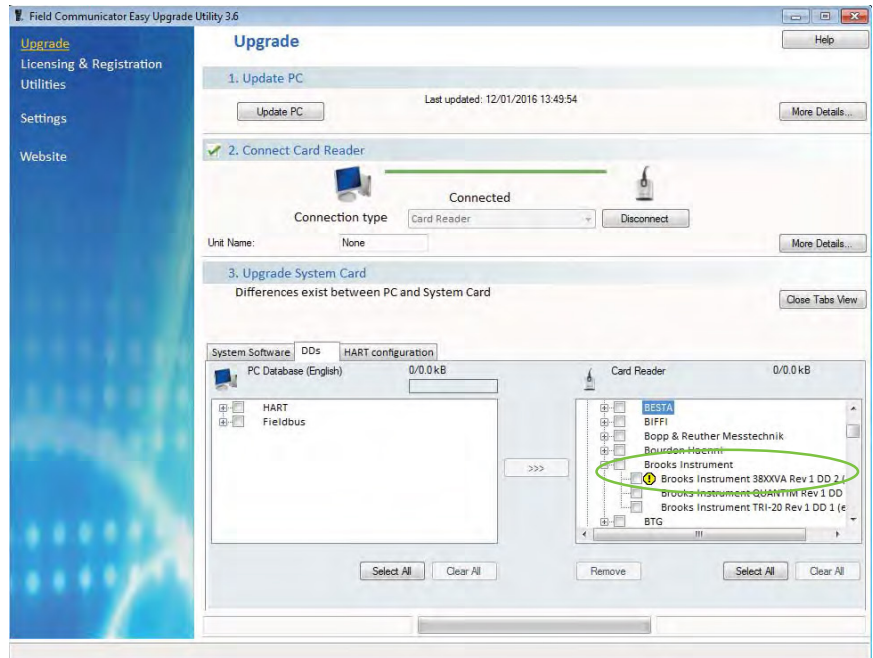 Field Communicator Easy Upgrade Utility 3.6
Upgrade
Licensing & Registration
Utilities
Settings
Website
Upgrade
Help
1. Update PC
Update PC
Last updated: 12/01/2016 13:49:54
More Details...
2. Connect Card Reader
Connected
Connection type
Card Reader
Disconnect
Unit Name:
None
More Details...
3. Upgrade System Card
Differences exist between PC and System Card
Close Tabs View
System Software
DDs
HART configuration
PC Database (English)
0/0.0 kB
Card Reader
0/0.0 kB
HART
Fieldbus
>>>
BESTA
BIFFI
Bopp & Reuther Messtechnik
Bourdon Haenni
Brooks Instrument
Brooks Instrument 38XXVA Rev 1 DD 2 (
Brooks Instrument QUANTIM Rev 1 DD
Brooks Instrument TRI-20 Rev 1 DD 1 (e
BTG
Select All
Clear All
Remove
Select All
Clear All